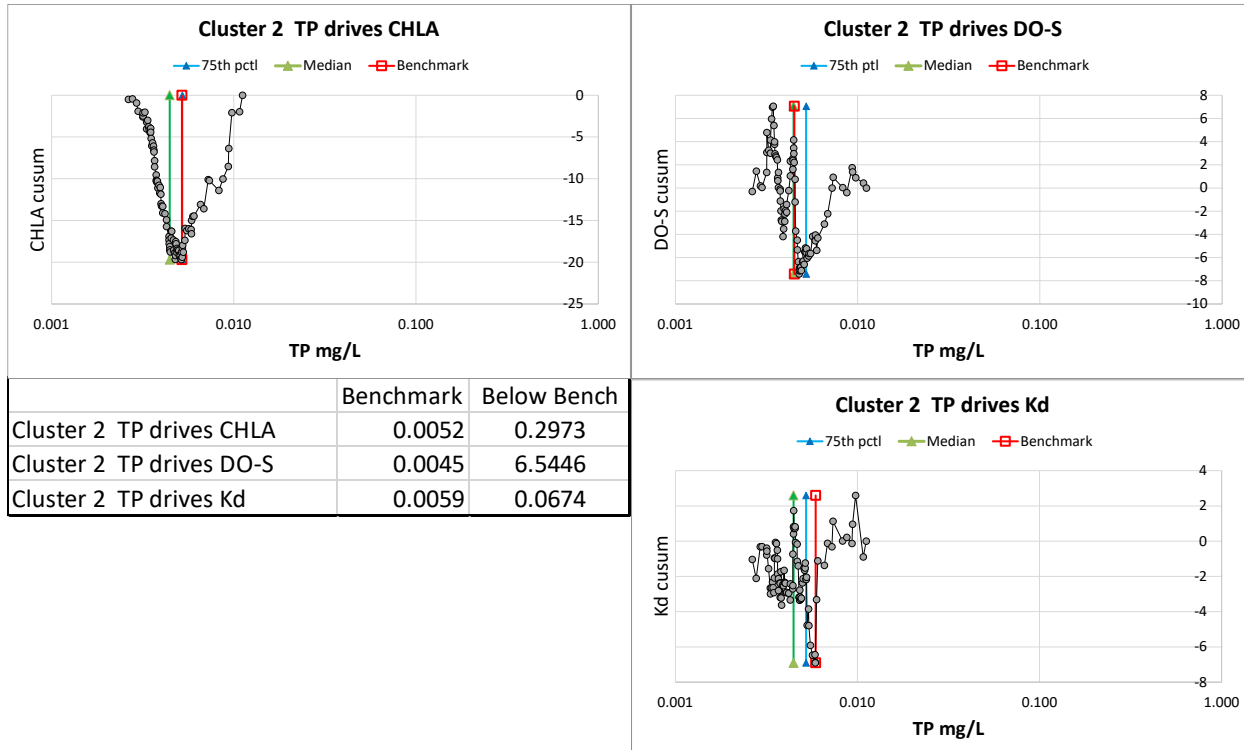 Cluster 2 TP drives CHLA
75th pctl Median Benchmark
0
-5
-10
-15
-20
-25
CHLA cusum
0.001 0.010 0.100 1.000
TP mg/L
Cluster 2 TP drives DO-S
75th ptl Median Benchmark
8
6
4
2
0
-2
-4
-6
-8
-10
DO-S cusum
0.001 0.010 0.100 1.000
TP mg/L
Benchmark Below Bench
Cluster 2 TP drives CHLA 0.0052 0.2973
Cluster 2 TP drives DO-S 0.0045 6.5446
Cluster 2 TP drives Kd 0.0059 0.0674
Cluster 2 TP drives Kd
75th pctl Median Benchmark
4
2
0
-2
-4
-6
-8
Kd cusum
0.001 0.010 0.100 1.000
TP mg/L